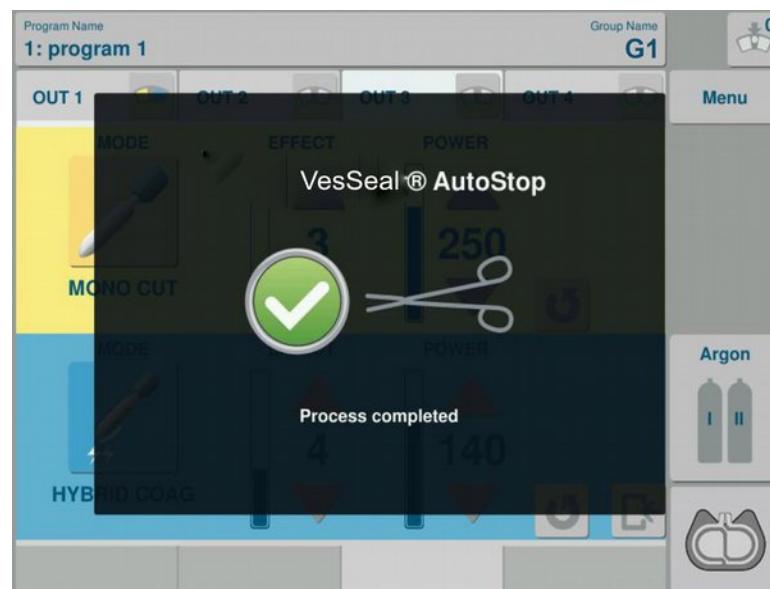 Program Name
1: program 1
Group Name
G1
OUT 1
OUT 2
OUT 3
OUT 4
Menu
MODE
EFFECT
POWER
VesSeal ® AutoStop
3
250
MONO CUT
MODE
POWER
Argon
I II
Process completed
4
140
HYBRID COAG